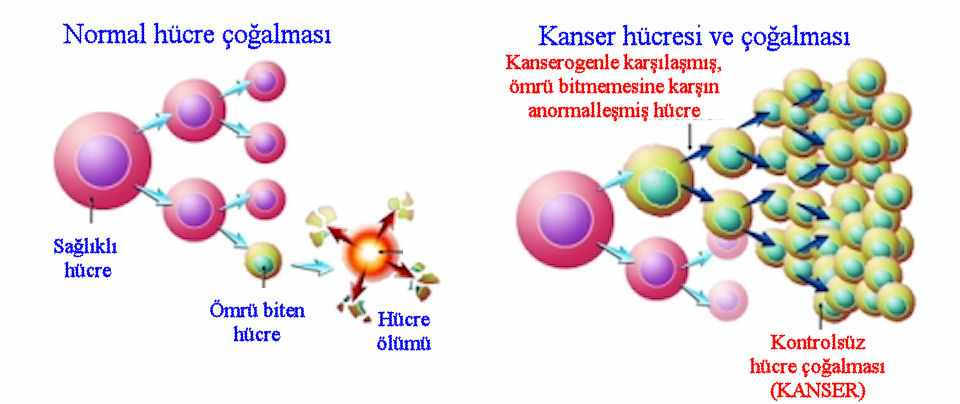 Normal hücre çoğalması
Sağlıklı
hücre
Ömrü biten
hücre
Hücre
ölümü
Kanser hücresi ve çoğalması
Kanserogenle karşılaşmış,
ömrü bitmemesine karşın
anormalleşmiş hücre
Kontrolsüz
hücre çoğalması
(KANSER)